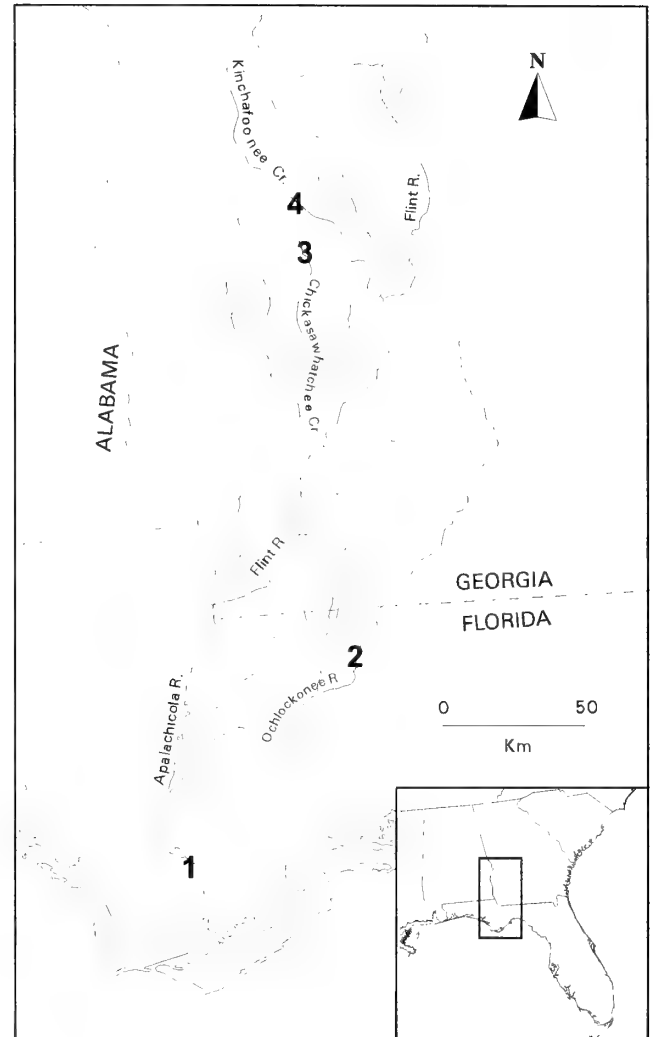 N
Kinchafoonee Cr.
Flint R.
4
3
Chickasawhatchee Cr
ALABAMA
Flint R
GEORGIA
FLORIDA
2
Ochlockonee R
Apalachicola R.
0 50
Km
1